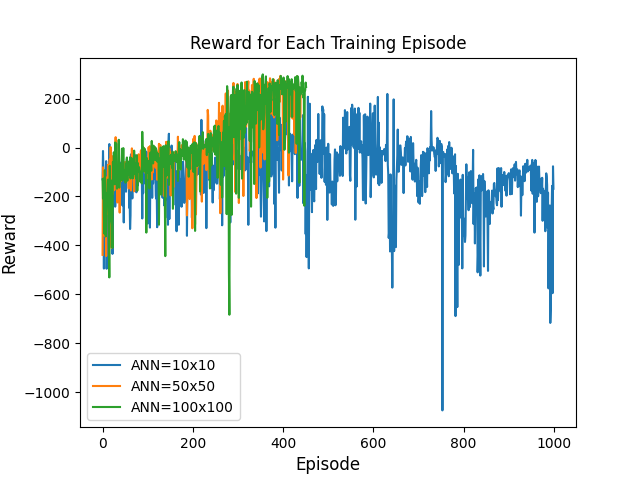 Reward for Each Training Episode
Reward
200
0
−200
−400
−600
−800
−1000
ANN=10x10
ANN=50x50
ANN=100x100
0 200 400 600 800 1000
Episode